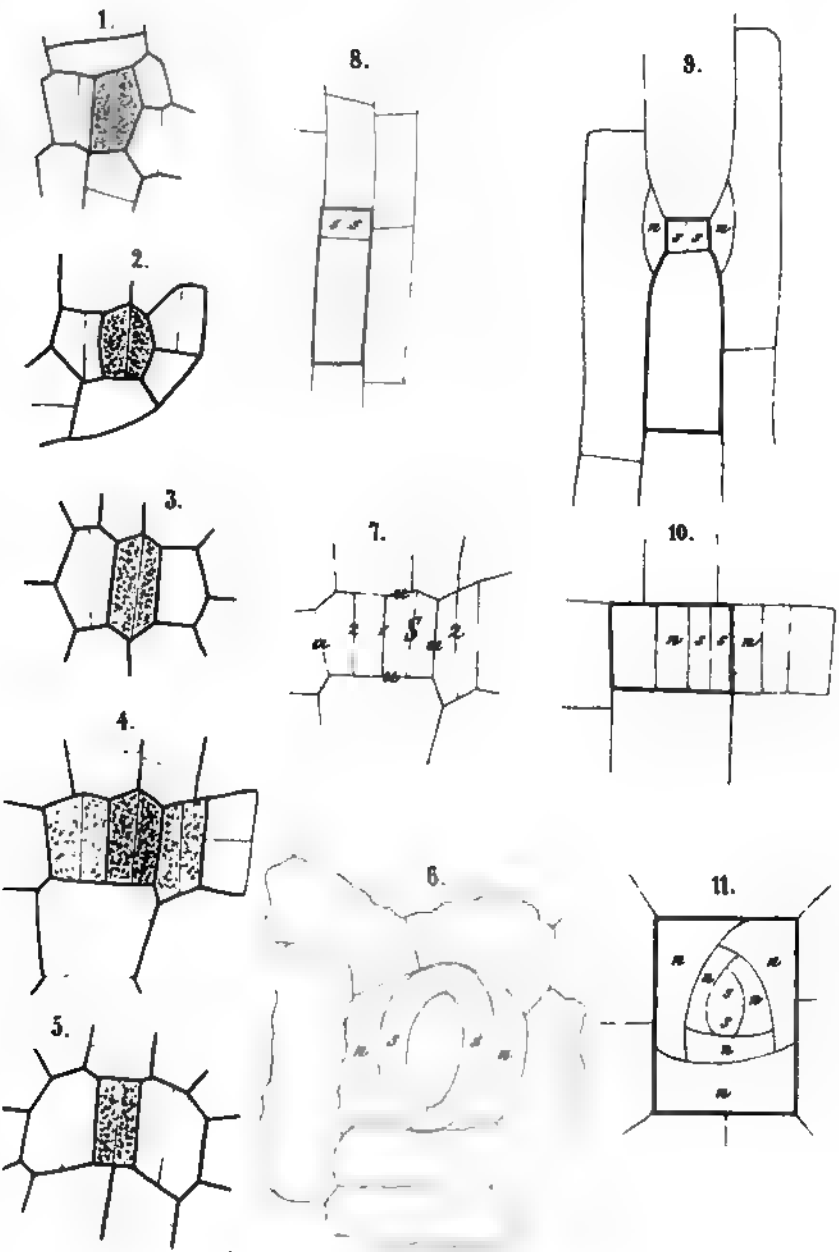 1.
2.
3.
4.
5.
8.
s s
9.
n s s n
7.
u
a z s S u z
u
10.
n s s n
6.
n s s n
11.
n n
n s n
s
n
n